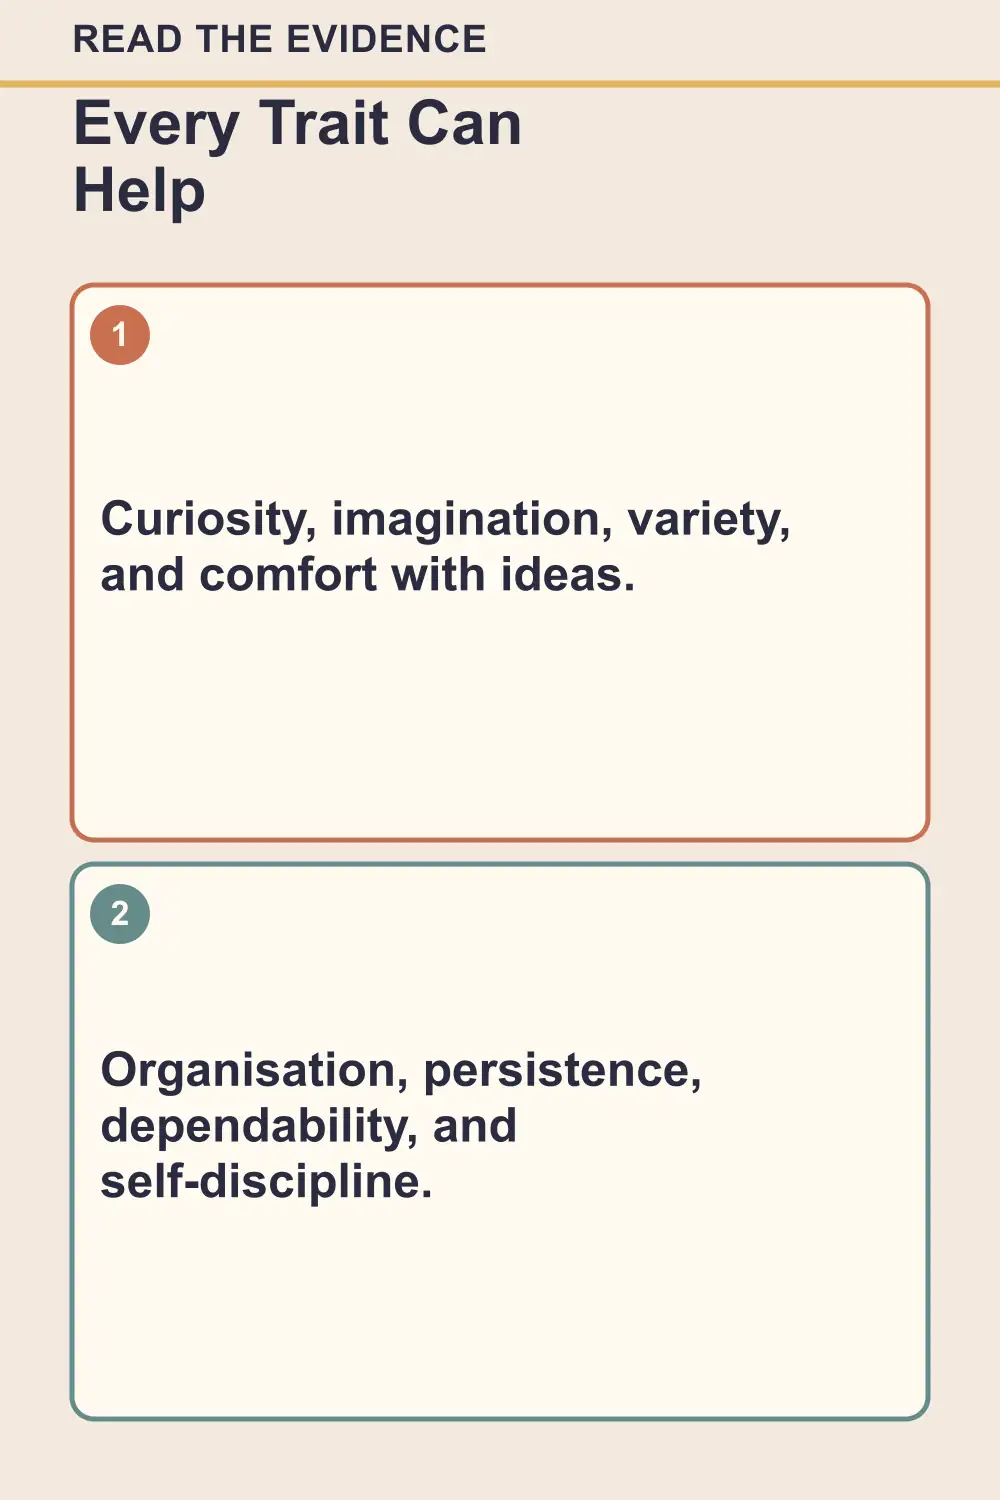 READ THE EVIDENCE
Every Trait Can
Help
1
Curiosity, imagination, variety,
and comfort with ideas.
2
Organisation, persistence,
dependability, and
self-discipline.